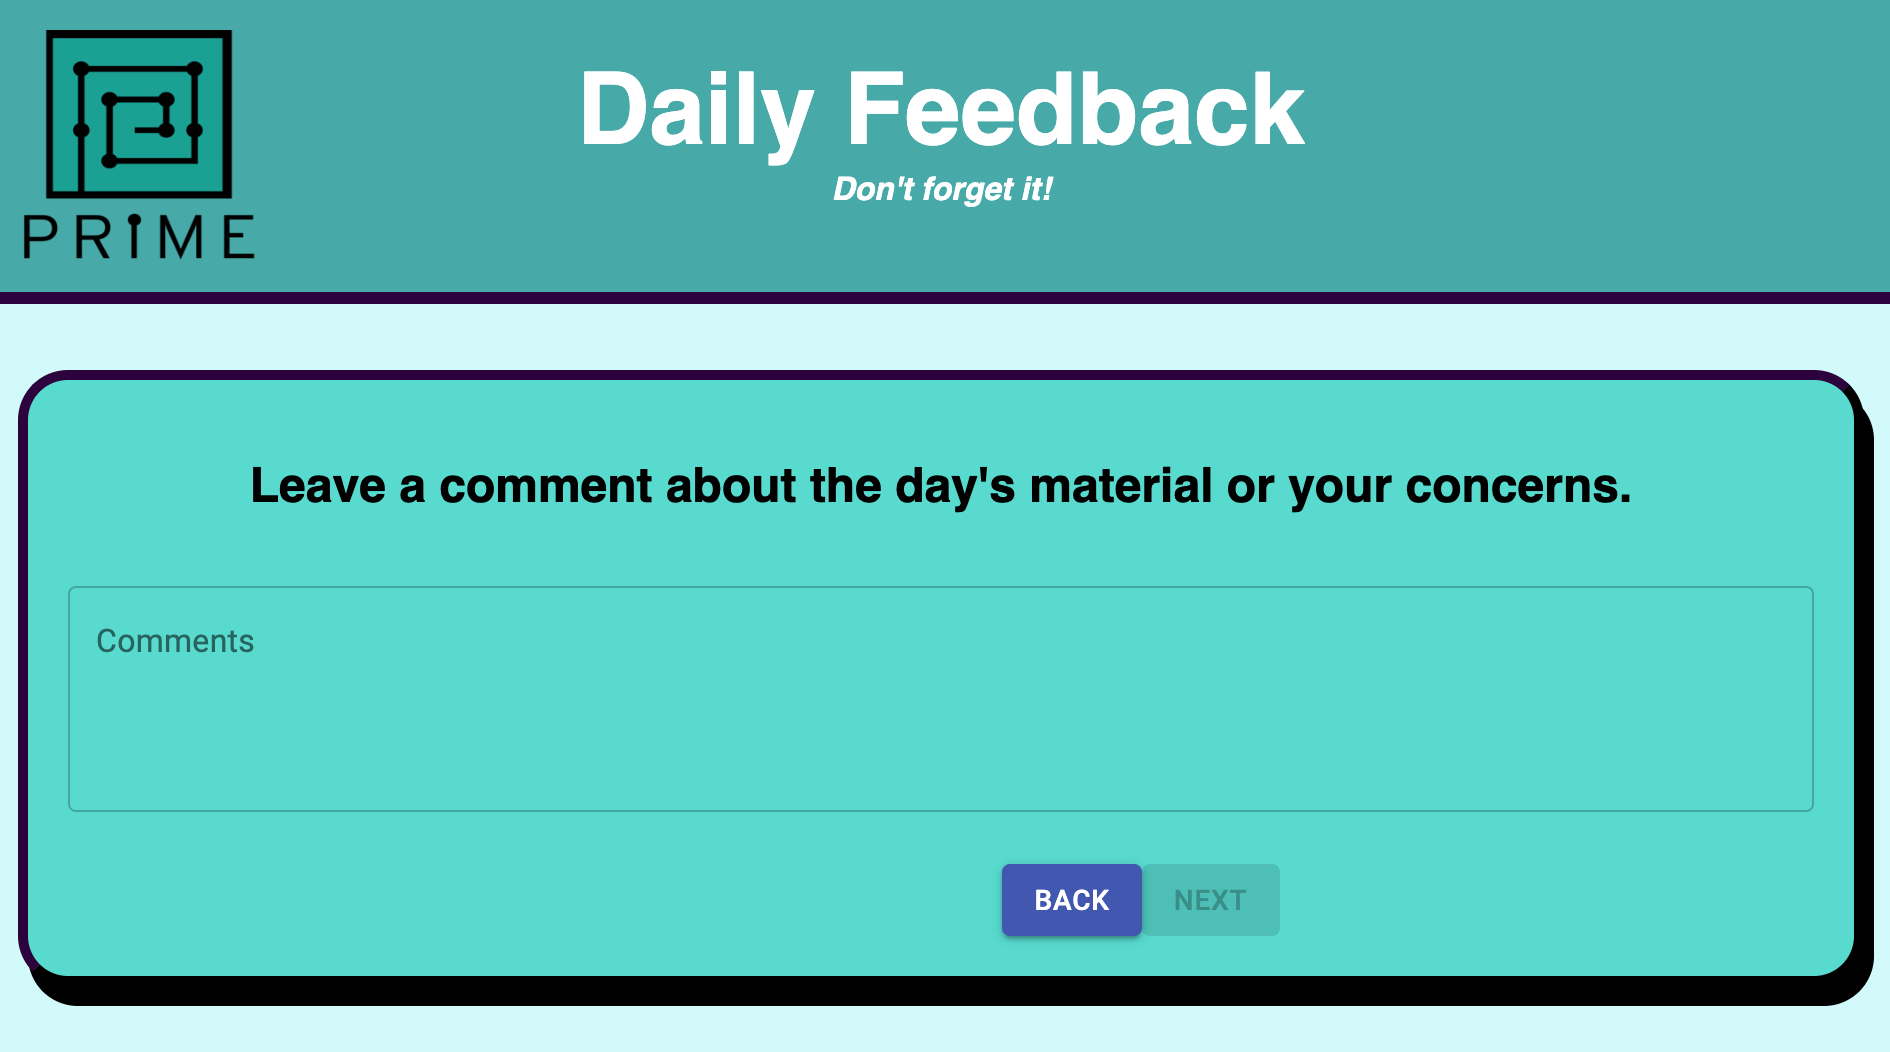 PRIME
Daily Feedback
Don't forget it!
Leave a comment about the day's material or your concerns.
Comments
BACK
NEXT